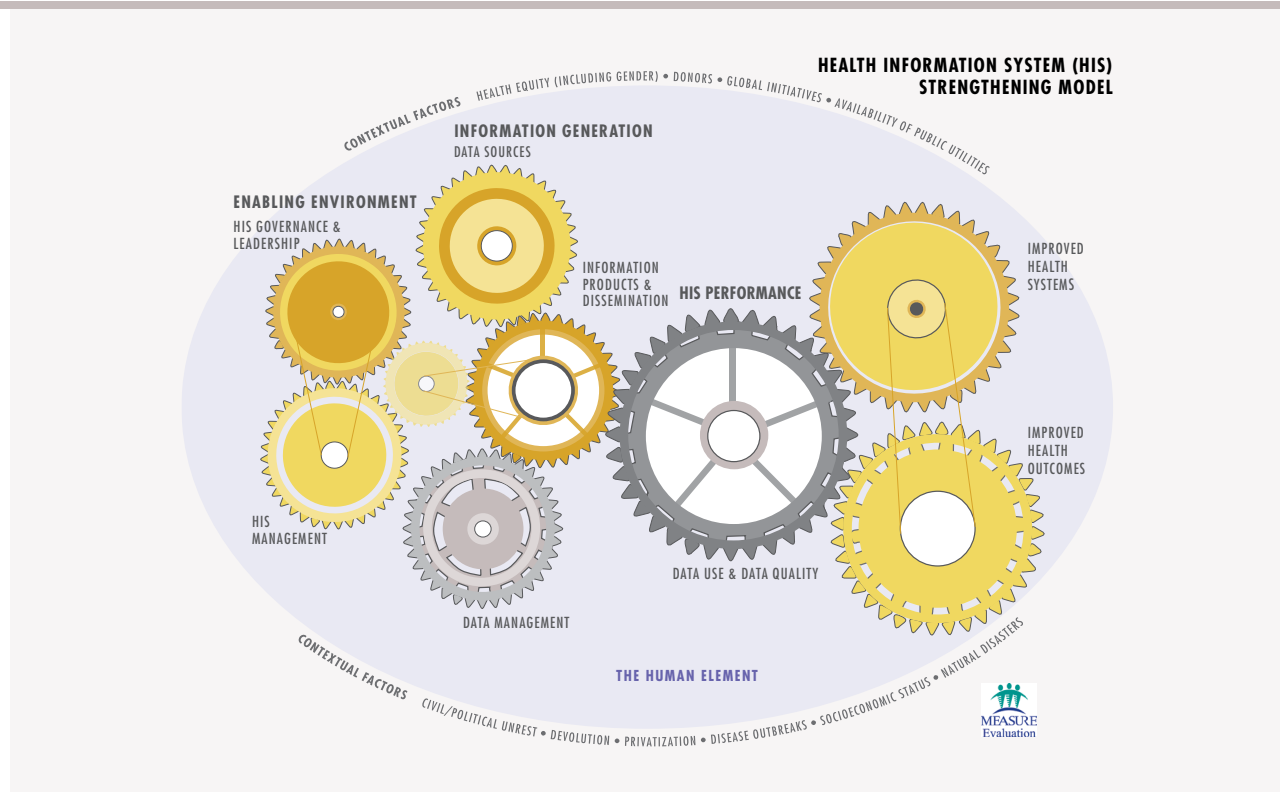 HEALTH INFORMATION SYSTEM (HIS)
STRENGTHENING MODEL
CONTEXTUAL FACTORS HEALTH EQUITY (INCLUDING GENDER) • DONORS • GLOBAL INITIATIVES • AVAILABILITY OF PUBLIC UTILITIES
INFORMATION GENERATION
DATA SOURCES
ENABLING ENVIRONMENT
HIS GOVERNANCE &
LEADERSHIP
INFORMATION
PRODUCTS &
DISSEMINATION
HIS PERFORMANCE
IMPROVED
HEALTH
SYSTEMS
IMPROVED
HEALTH
OUTCOMES
HIS
MANAGEMENT
DATA USE & DATA QUALITY
DATA MANAGEMENT
THE HUMAN ELEMENT
CONTEXTUAL FACTORS CIVIL/POLITICAL UNREST • DEVOLUTION • PRIVATIZATION • DISEASE OUTBREAKS • SOCIOECONOMIC STATUS • NATURAL DISASTERS
MEASURE
Evaluation